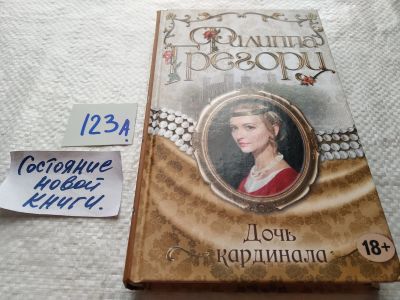 Филиппа
Грегори
123А
Состояние
новой
книги.
Дочь
кардинала
18+